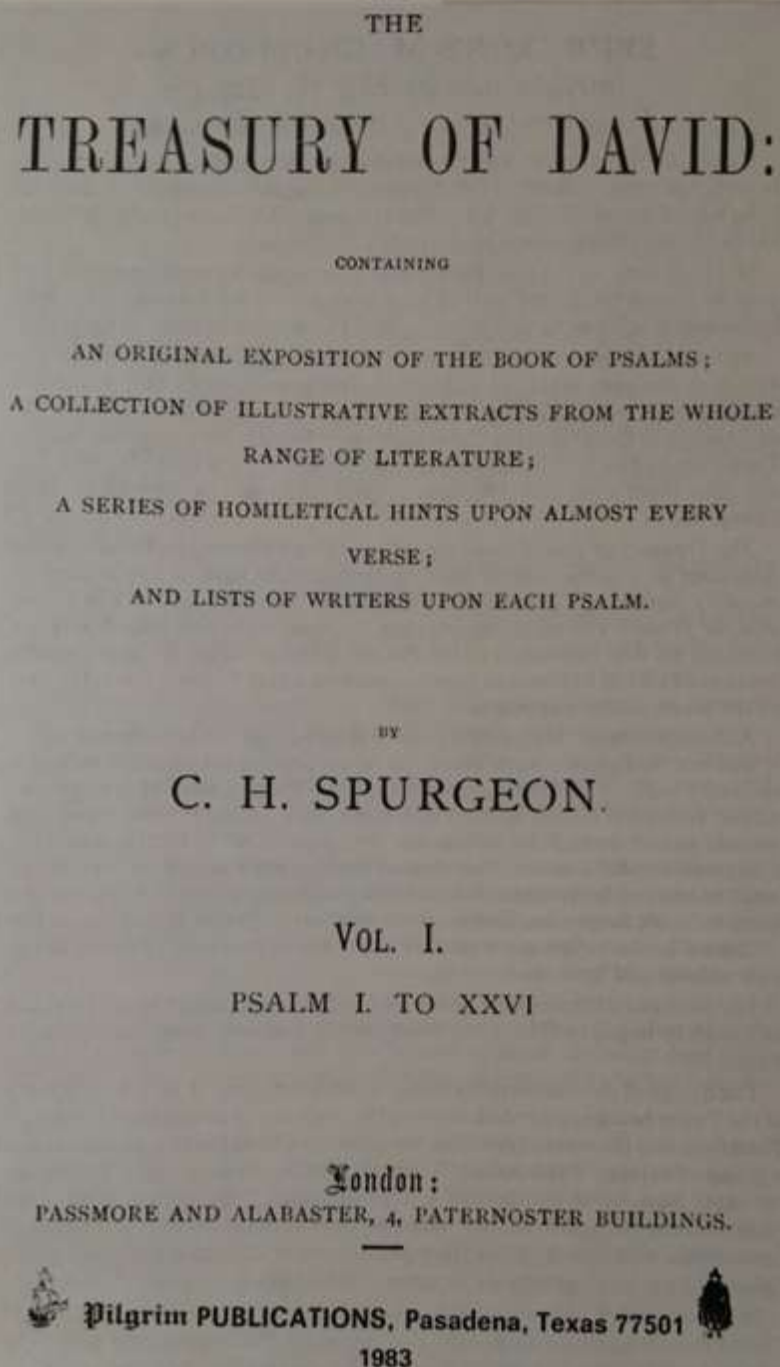 THE
TREASURY OF DAVID:
CONTAINING
AN ORIGINAL EXPOSITION OF THE BOOK OF PSALMS;
A COLLECTION OF ILLUSTRATIVE EXTRACTS FROM THE WHOLE
RANGE OF LITERATURE;
A SERIES OF HOMILETICAL HINTS UPON ALMOST EVERY
VERSE;
AND LISTS OF WRITERS UPON EACH PSALM.
BY
C. H. SPURGEON.
VOL. I.
PSALM I. TO XXVI
London:
PASSMORE AND ALABASTER, 4, PATERNOSTER BUILDINGS.
Pilgrim PUBLICATIONS, Pasadena, Texas 77501
1983